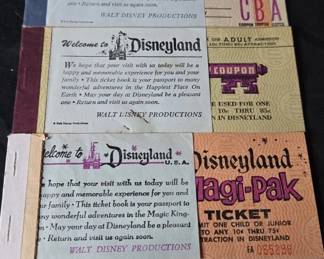 and return to visit us again soon.
WALT DISNEY PRODUCTIONS
CBA
ADULT
Welcome to Disneyland
We hope that your visit with us today will be
a happy and memorable experience for you and your
family • This ticket book is your passport to many
wonderful adventures in the Happiest Place On
Earth • May your day at Disneyland be a pleasant
one • Return and visit us again soon.
WALT DISNEY PRODUCTIONS
COUPON
USED FOR ONE
10¢ THRU 85¢
IN DISNEYLAND
Welcome to Disneyland
U.S.A.
hope that your visit with us today will be
and memorable experience for you and
family • This ticket book is your passport to
wonderful adventures in the Magic King-
May your day at Disneyland be a pleasant
Return and visit us again soon.
WALT DISNEY PRODUCTIONS
Disneyland
Magi-Pak
TICKET
ADMIT ONE CHILD OR JUNIOR
TO ANY 10¢ THRU 75¢
ATTRACTION IN DISNEYLAND